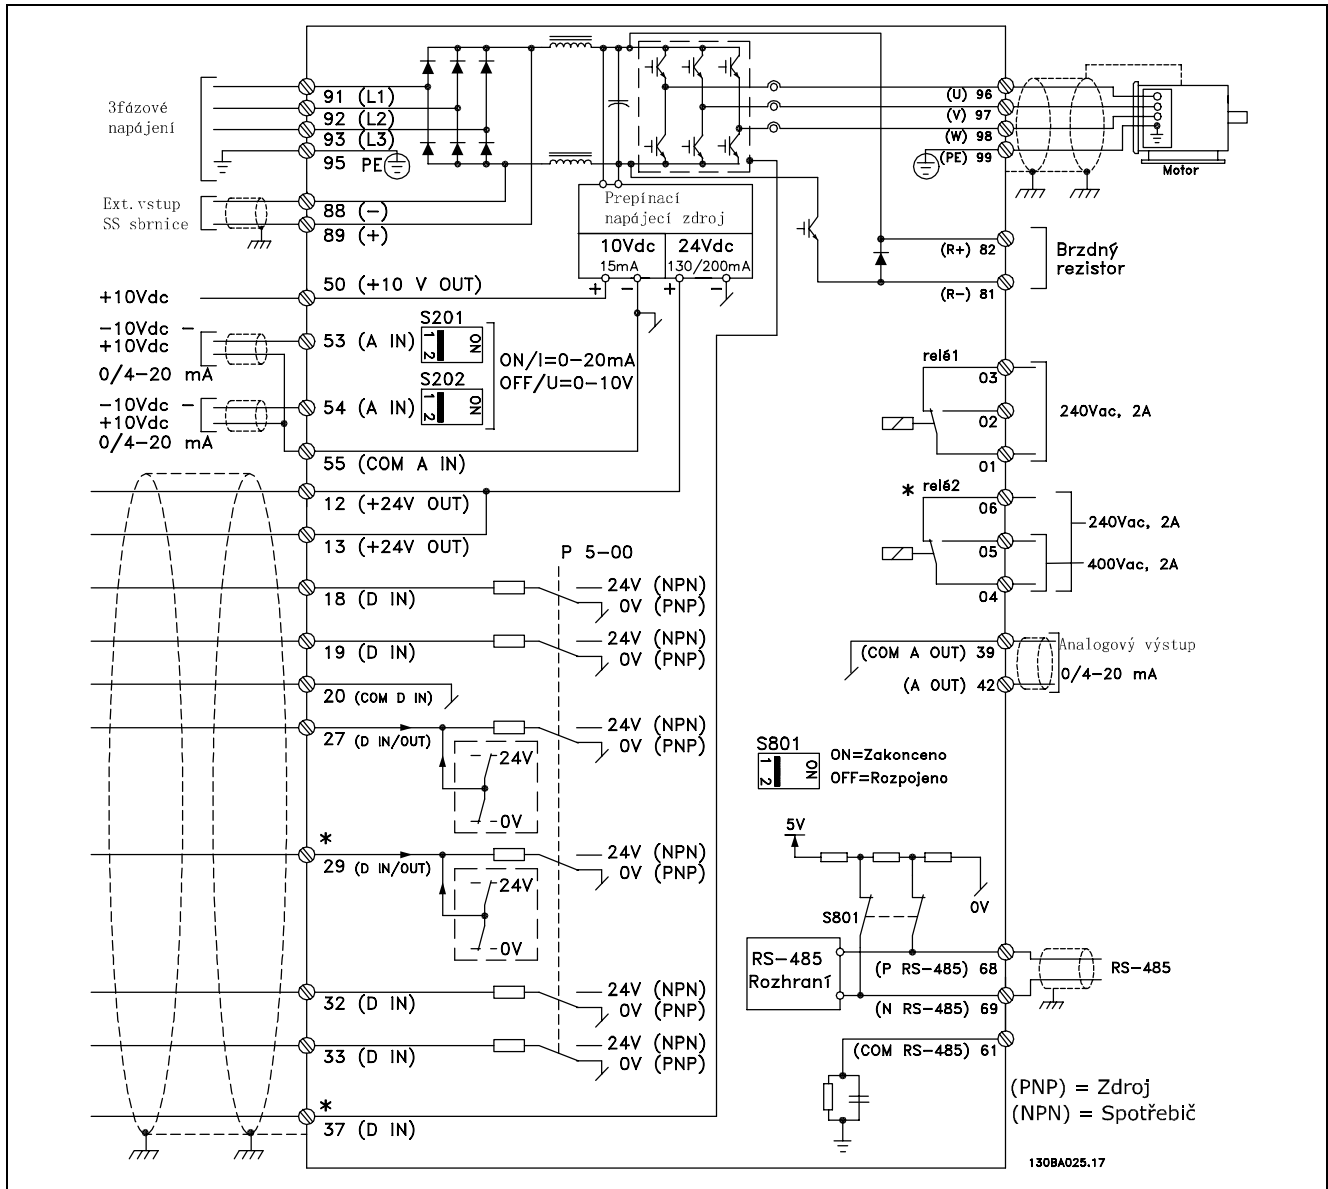 3fázové
napájení
91 (L1)
92 (L2)
93 (L3)
95 PE
Ext.vstup
SS sbrnice
88 (-)
89 (+)
Prepínací
napájecí zdroj
10Vdc
15mA
24Vdc
130/200mA
+ - + -
(U) 96
(V) 97
(W) 98
(PE) 99
Motor
(R+) 82
(R-) 81
Brzdný
rezistor
+10Vdc
50 (+10 V OUT)
-10Vdc -
+10Vdc
0/4-20 mA
53 (A IN)
S201
1 2 ON
ON/I=0-20mA
OFF/U=0-10V
S202
1 2 ON
-10Vdc -
+10Vdc
0/4-20 mA
54 (A IN)
55 (COM A IN)
12 (+24V OUT)
13 (+24V OUT)
relé1
03
02
01
240Vac, 2A
* relé2
06
05
04
240Vac, 2A
400Vac, 2A
P 5-00
18 (D IN)
24V (NPN)
0V (PNP)
19 (D IN)
24V (NPN)
0V (PNP)
20 (COM D IN)
27 (D IN/OUT)
24V (NPN)
0V (PNP)
24V
0V
*
29 (D IN/OUT)
24V (NPN)
0V (PNP)
24V
0V
32 (D IN)
24V (NPN)
0V (PNP)
33 (D IN)
24V (NPN)
0V (PNP)
*
37 (D IN)
(COM A OUT) 39
(A OUT) 42
Analogový výstup
0/4-20 mA
S801
1 2 ON
ON=Zakonceno
OFF=Rozpojeno
5V
0V
S801
RS-485
Rozhraní
(P RS-485) 68
(N RS-485) 69
(COM RS-485) 61
RS-485
(PNP) = Zdroj
(NPN) = Spotřebič
130BA025.17